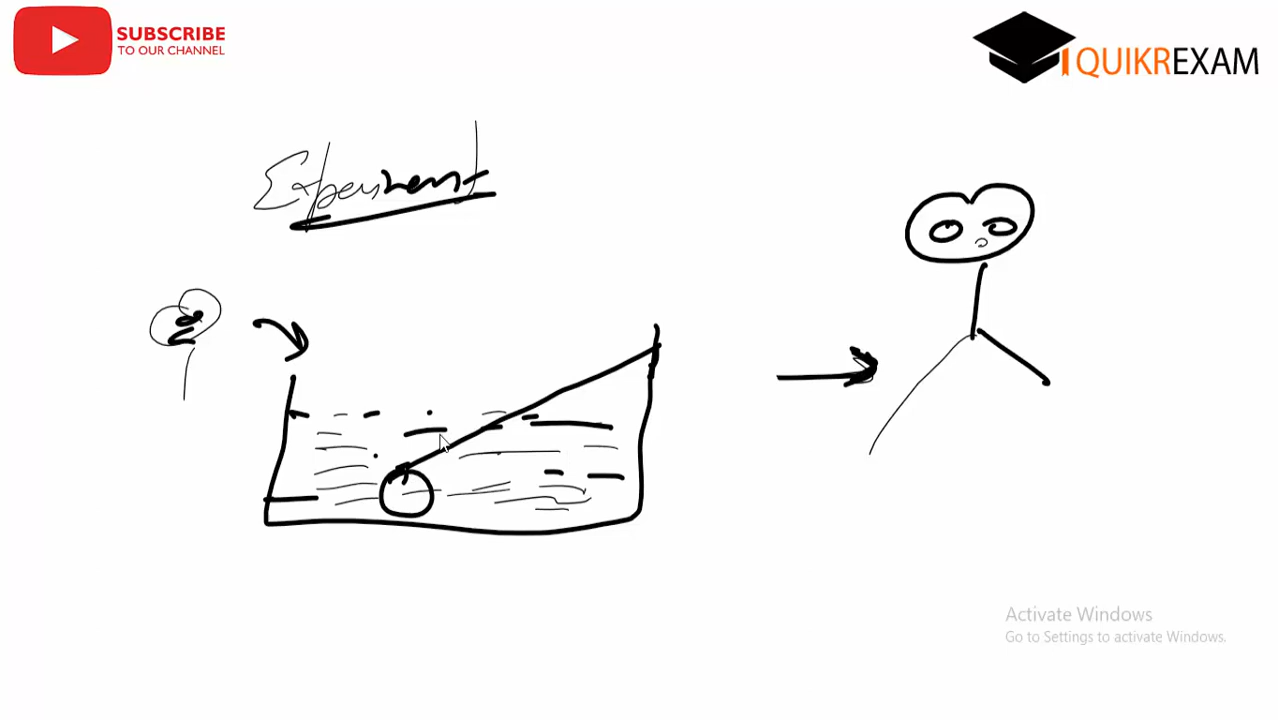 SUBSCRIBE
TO OUR CHANNEL
QUIKREXAM
Experiment
Activate Windows
Go to Settings to activate Windows.